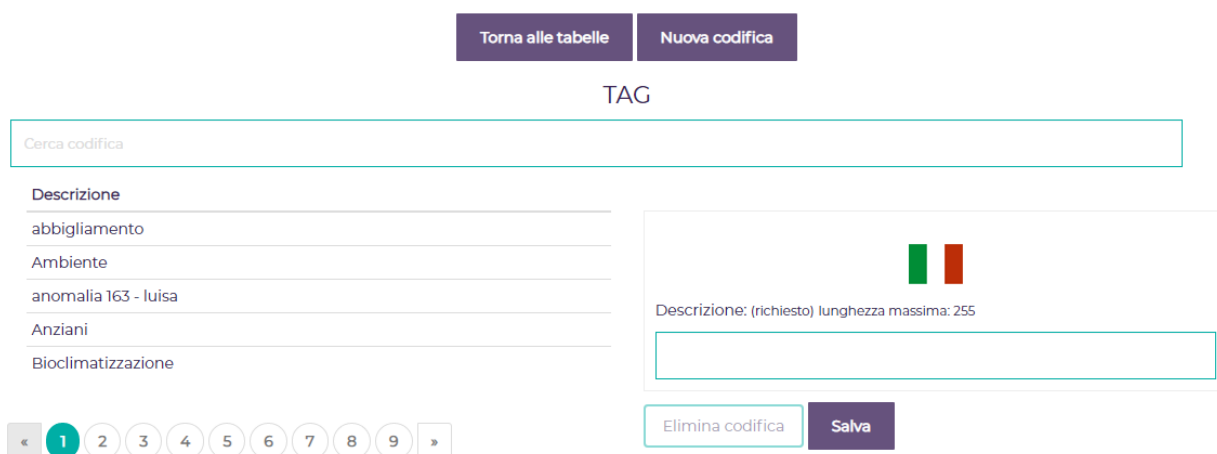 Torna alle tabelle
Nuova codifica
TAG
Cerca codifica
Descrizione
abbigliamento
Ambiente
anomalia 163 - luisa
Anziani
Bioclimatizzazione
« 1 2 3 4 5 6 7 8 9 »
Descrizione: (richiesto) lunghezza massima: 255
Elimina codifica
Salva